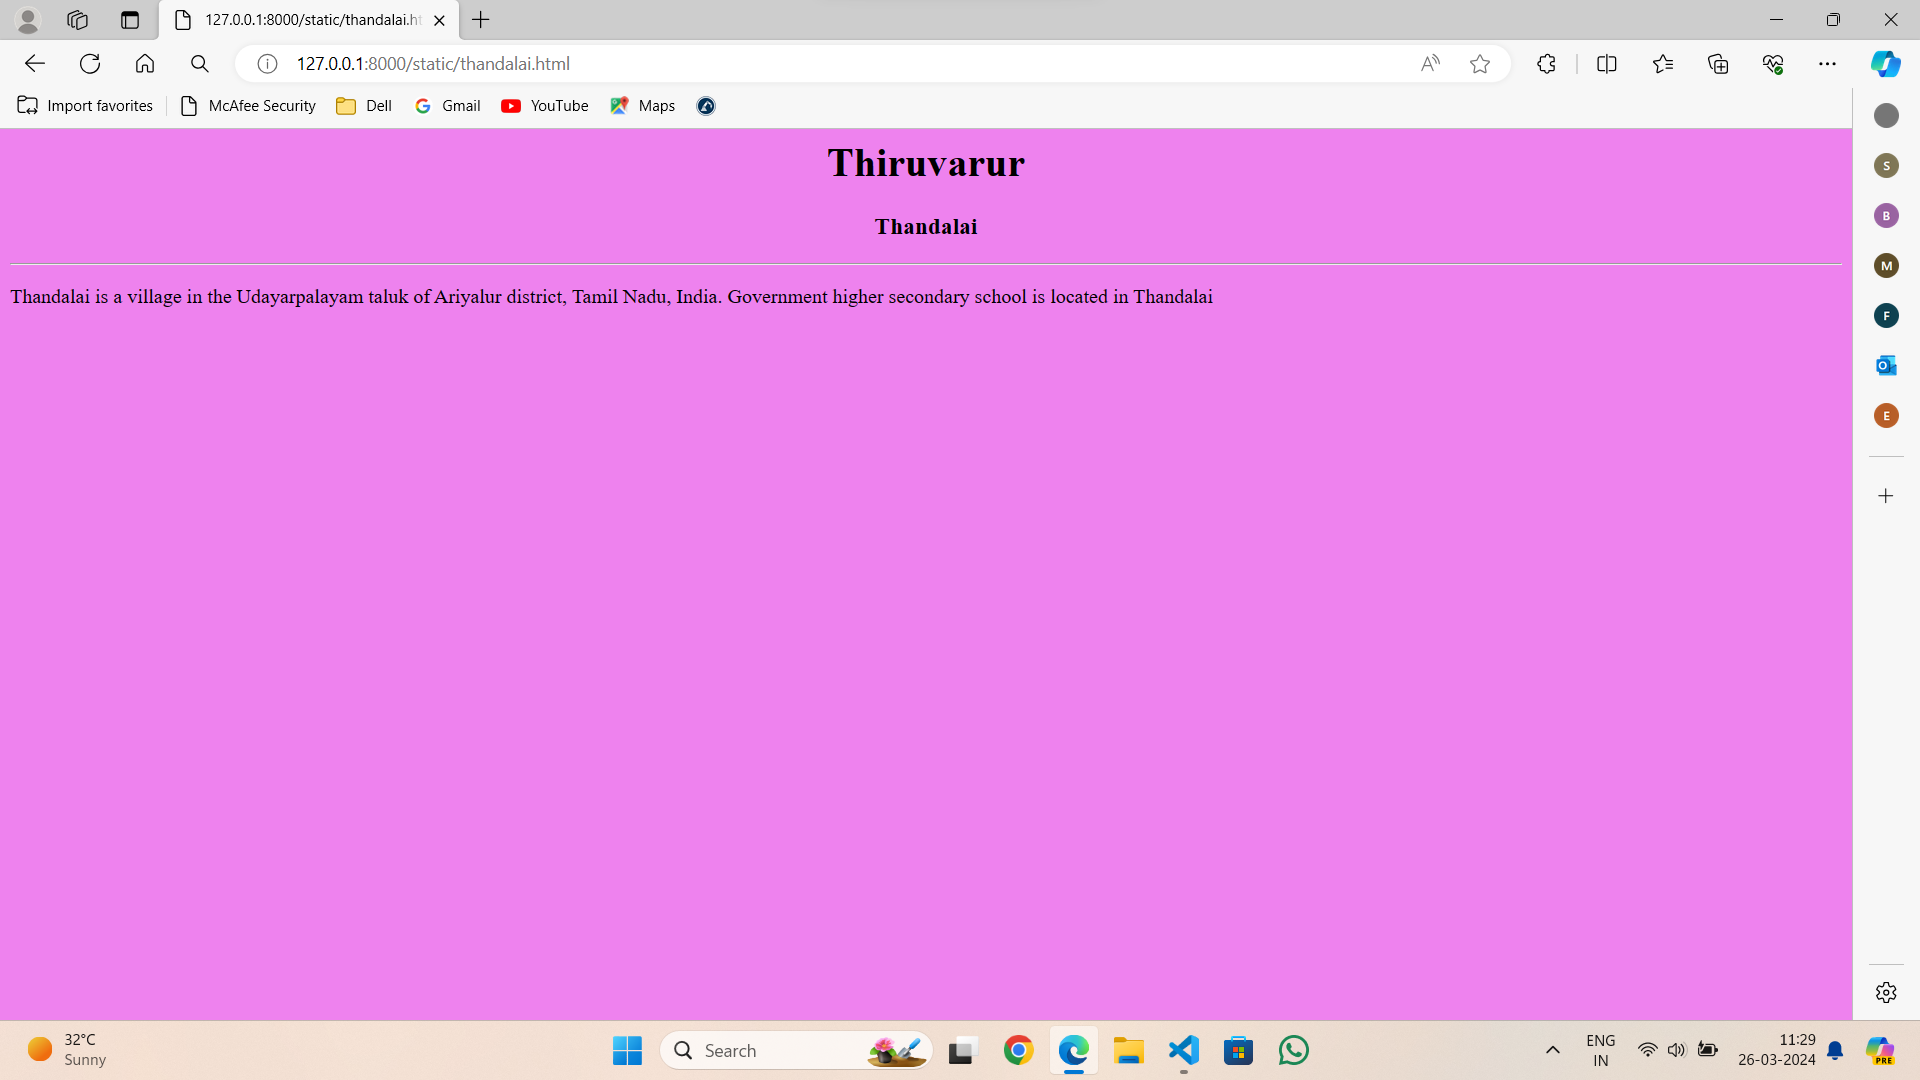 127.0.0.1:8000/static/thandalai.ht
127.0.0.1:8000/static/thandalai.html
Import favorites
McAfee Security
Dell
Gmail
YouTube
Maps
Thiruvarur
Thandalai
Thandalai is a village in the Udayarpalayam taluk of Ariyalur district, Tamil Nadu, India. Government higher secondary school is located in Thandalai
S
B
M
F
E
32°C
Sunny
Search
ENG
IN
11:29
26-03-2024
PRE